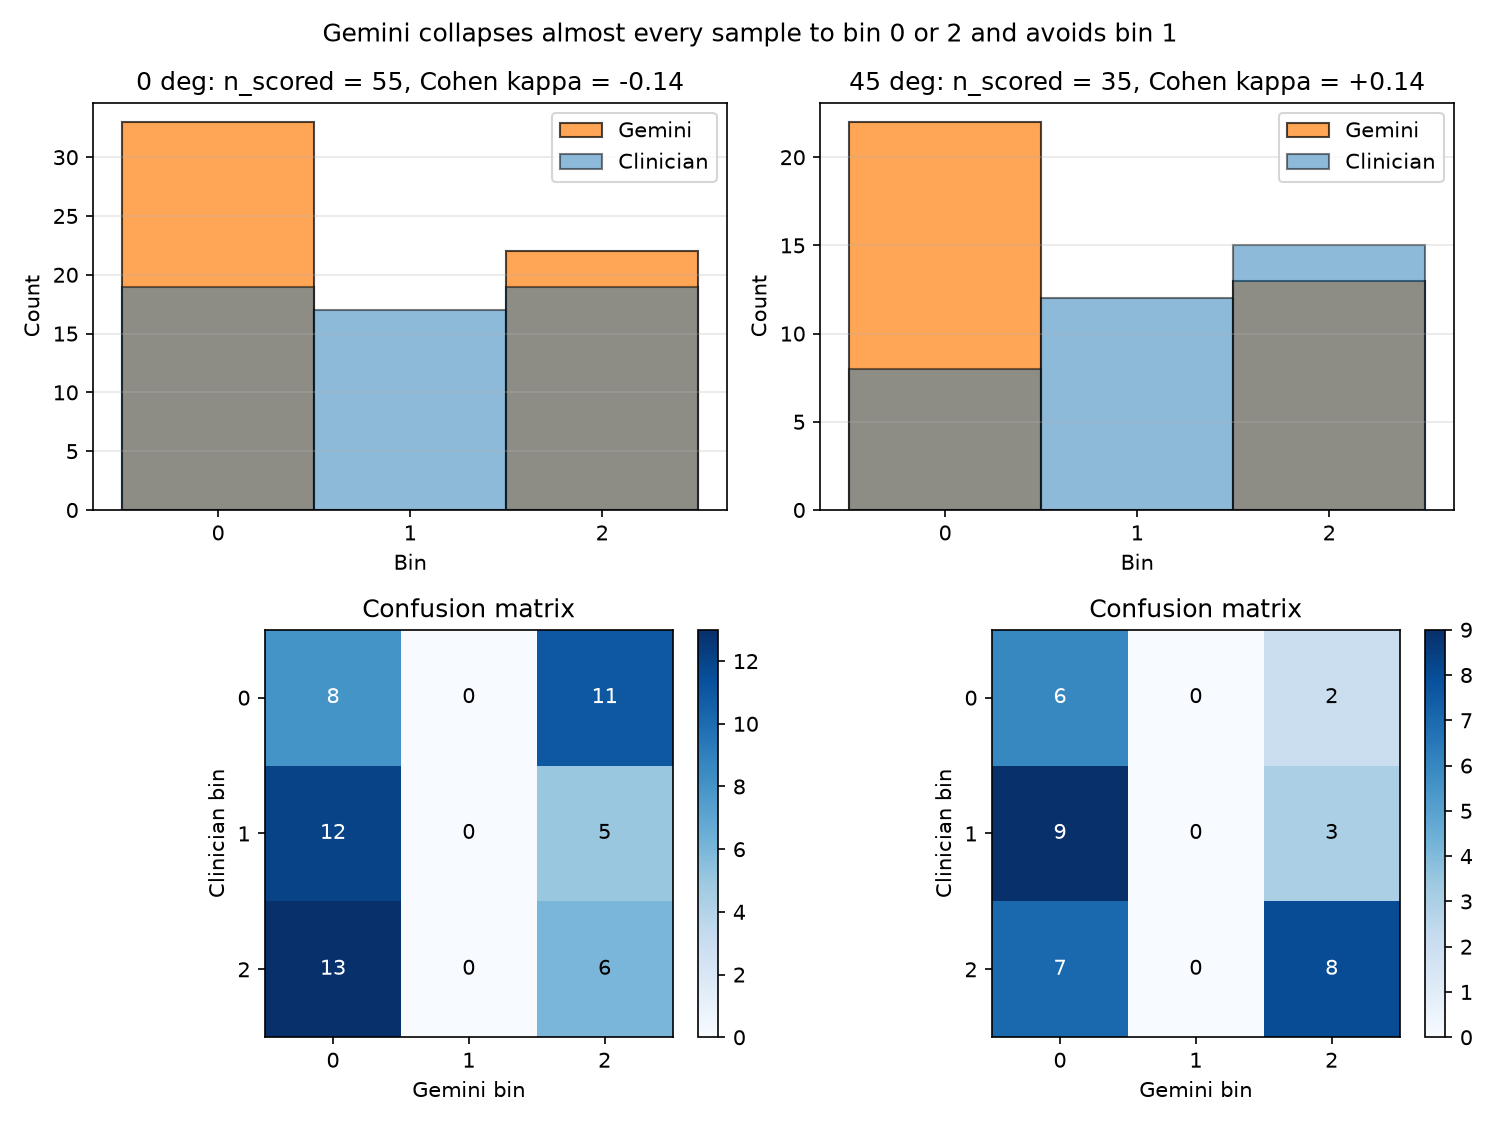 Gemini collapses almost every sample to bin 0 or 2 and avoids bin 1
0 deg: n_scored = 55, Cohen kappa = -0.14
Gemini
Clinician
30
25
20
15
10
5
0
Count
0 1 2
Bin
45 deg: n_scored = 35, Cohen kappa = +0.14
Gemini
Clinician
20
15
10
5
0
Count
0 1 2
Bin
Confusion matrix
0 8 0 11
1 12 0 5
2 13 0 6
Clinician bin
0 1 2
Gemini bin
12
10
8
6
4
2
0
Confusion matrix
0 6 0 2
1 9 0 3
2 7 0 8
Clinician bin
0 1 2
Gemini bin
9
8
7
6
5
4
3
2
1
0